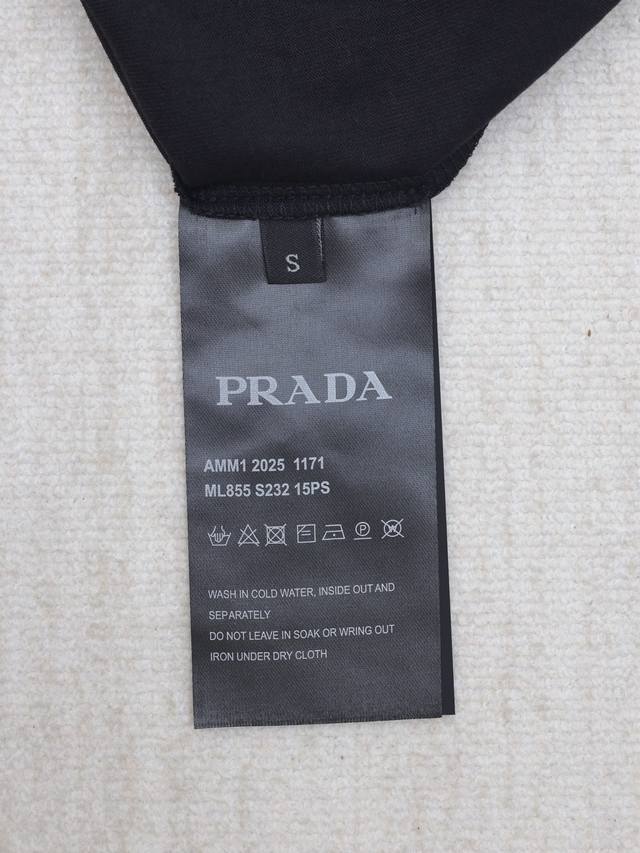 S
PRADA
AMM1 2025 1171
ML855 S232 15PS
P W
WASH IN COLD WATER, INSIDE OUT AND
SEPARATELY
DO NOT LEAVE IN SOAK OR WRING OUT
IRON UNDER DRY CLOTH